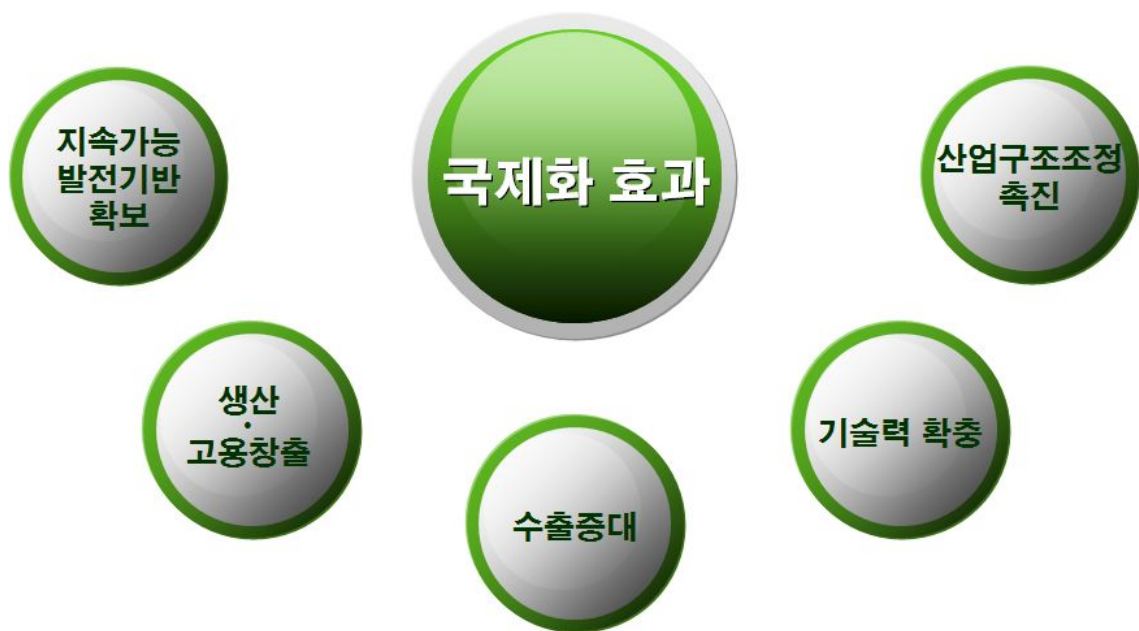 국제화 효과
지속가능
발전기반
확보
생산
·
고용창출
수출증대
기술력 확충
산업구조조정
촉진